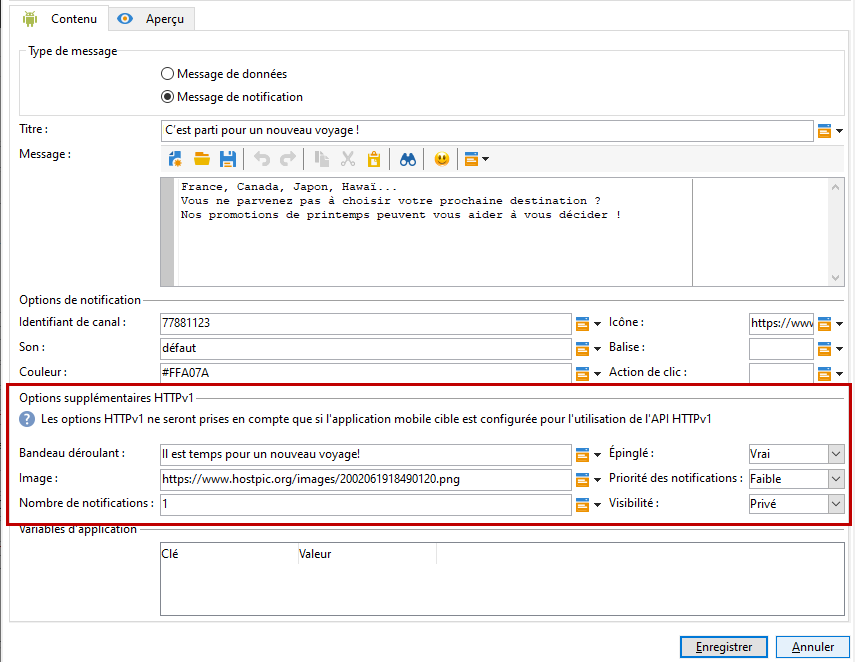 Contenu
Aperçu
Type de message
Message de données
Message de notification
Titre :
C'est parti pour un nouveau voyage !
Message :
France, Canada, Japon, Hawaï...
Vous ne parvenez pas à choisir votre prochaine destination ?
Nos promotions de printemps peuvent vous aider à vous décider !
Options de notification
Identifiant de canal : 77881123 Icône : https://www
Son : défaut Balise :
Couleur : #FFA07A Action de clic :
Options supplémentaires HTTPv1
Les options HTTPv1 ne seront prises en compte que si l'application mobile cible est configurée pour l'utilisation de l'API HTTPv1
Bandeau déroulant : Il est temps pour un nouveau voyage! Épinglé : Vrai
Image : https://www.hostpic.org/images/2002061918490120.png Priorité des notifications : Faible
Nombre de notifications : 1 Visibilité : Privé
Variables d'application
Clé Valeur
Enregistrer Annuler